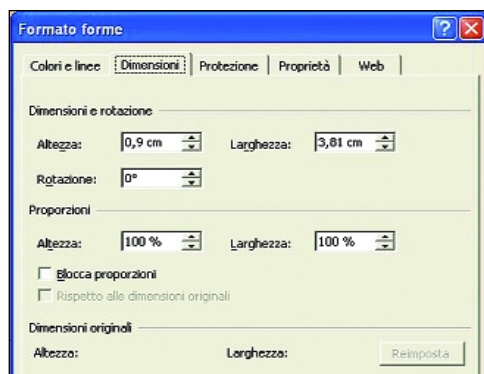 Formato forme
Colori e linee Dimensioni Protezione Proprietà Web
Dimensioni e rotazione
Altezza: 0,9 cm Larghezza: 3,81 cm
Rotazione: 0°
Proporzioni
Altezza: 100 % Larghezza: 100 %
Blocca proporzioni
Rispetto alle dimensioni originali
Dimensioni originali
Altezza: Larghezza: Reimposta